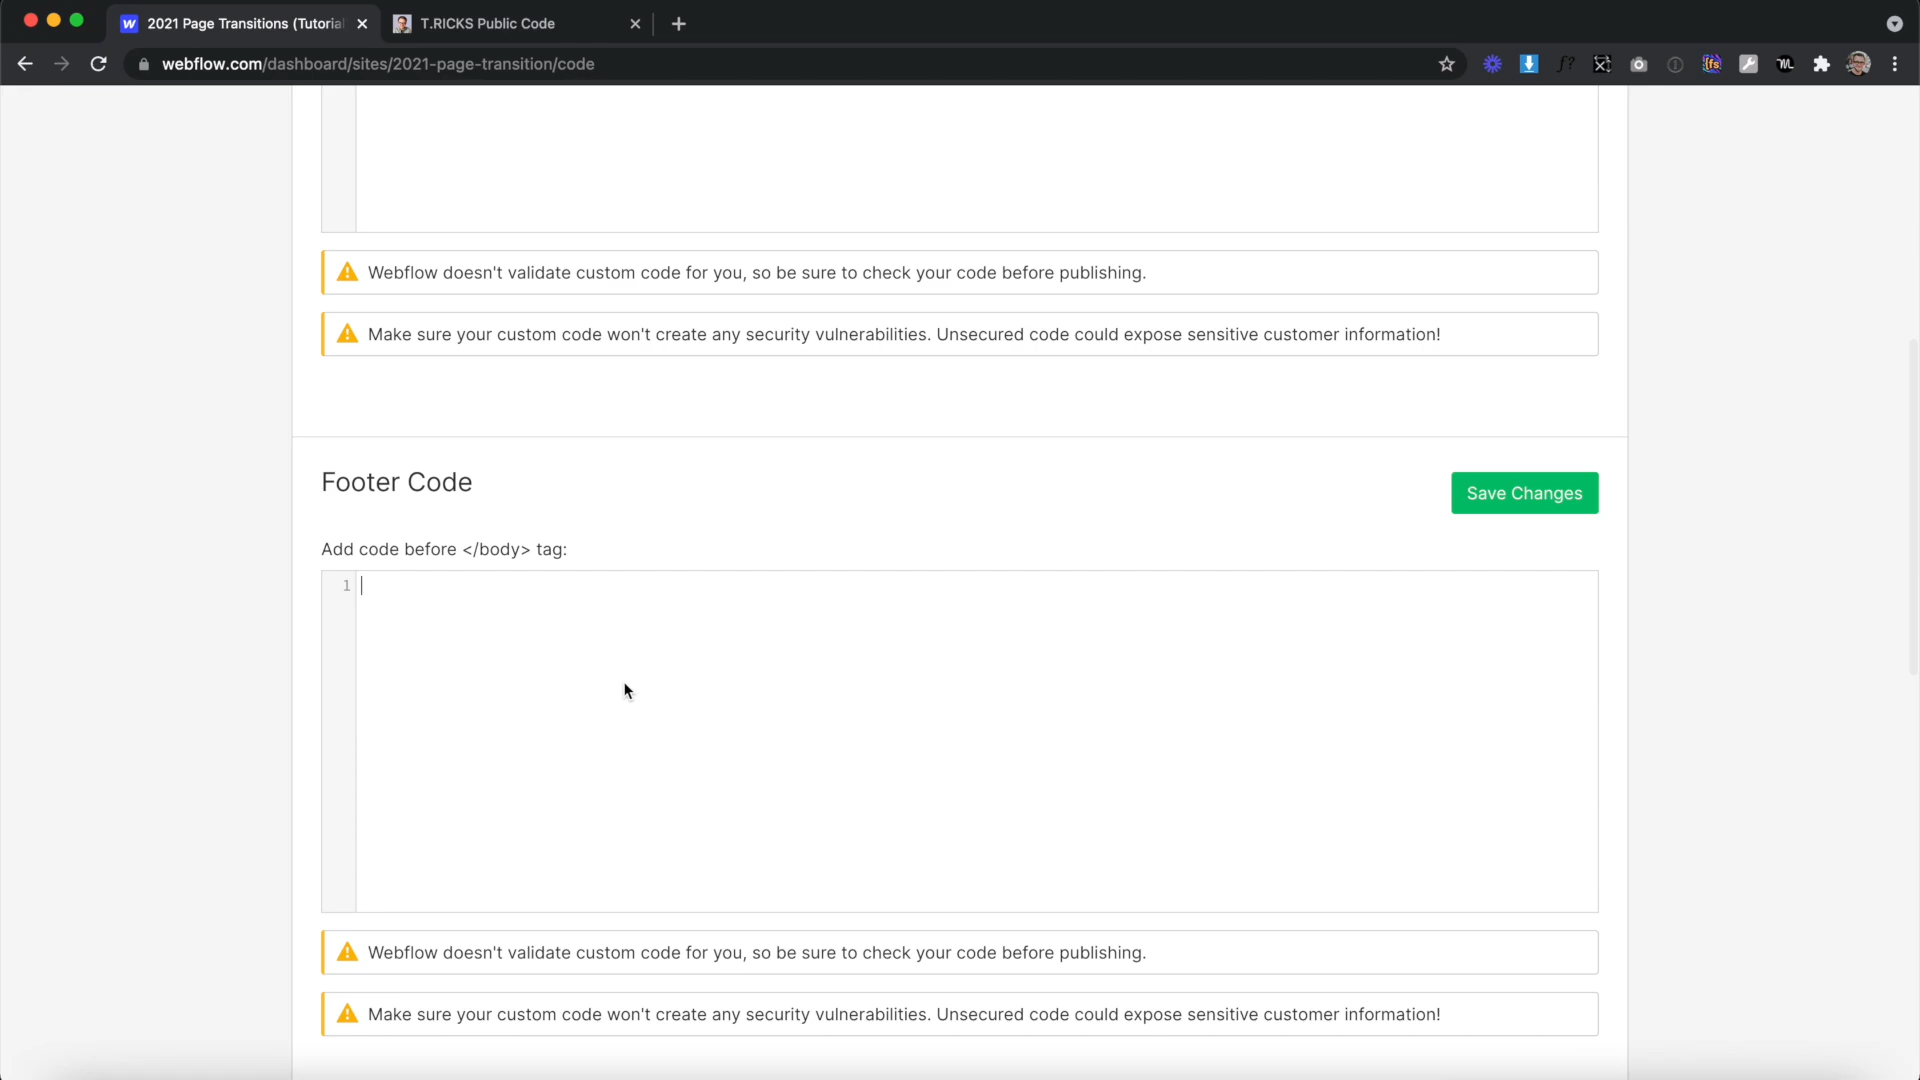 2021 Page Transitions (Tutorial
T.RICKS Public Code
webflow.com/dashboard/sites/2021-page-transition/code
Webflow doesn't validate custom code for you, so be sure to check your code before publishing.
Make sure your custom code won't create any security vulnerabilities. Unsecured code could expose sensitive customer information!
Footer Code
Save Changes
Add code before </body> tag:
1
Webflow doesn't validate custom code for you, so be sure to check your code before publishing.
Make sure your custom code won't create any security vulnerabilities. Unsecured code could expose sensitive customer information!